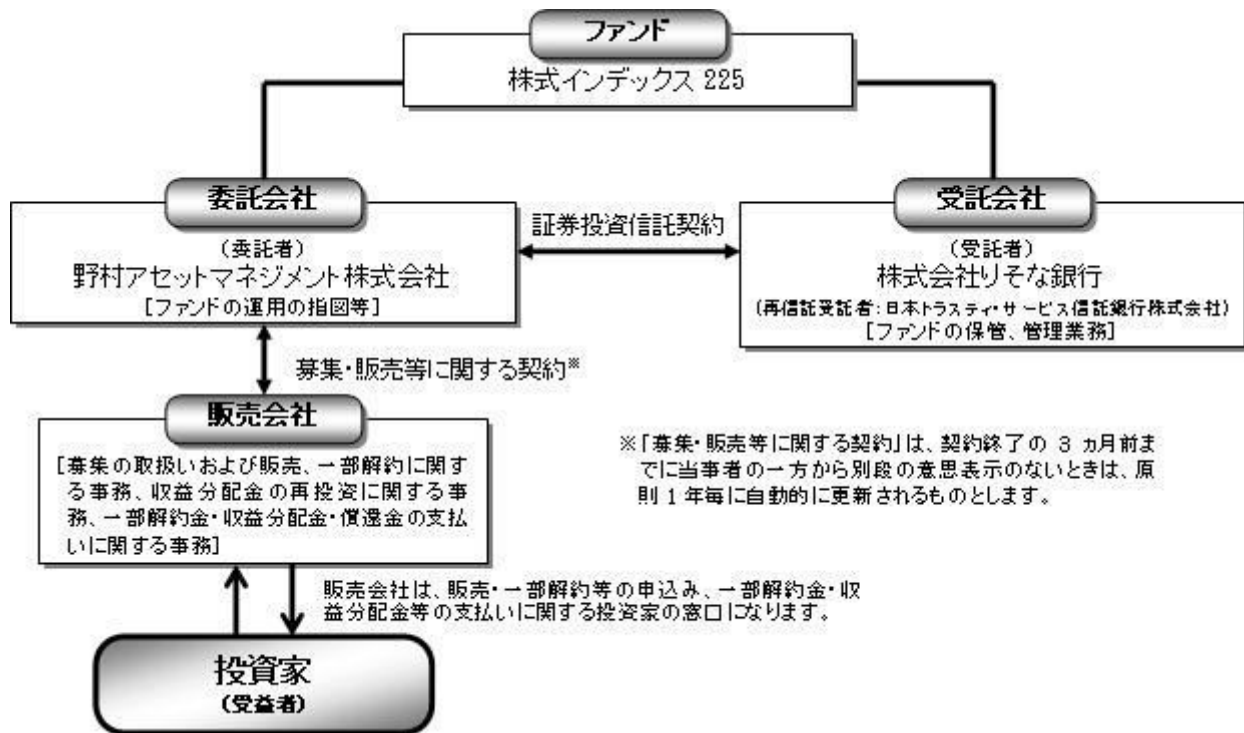 ファンド
株式インデックス 225
委託会社
(委託者)
野村アセットマネジメント株式会社
[ファンドの運用の指図等]
証券投資信託契約
受託会社
(受託者)
株式会社りそな銀行
(再信託受託者:日本トラスティ・サービス信託銀行株式会社)
[ファンドの保管、管理業務]
募集・販売等に関する契約※
販売会社
[募集の取扱いおよび販売、一部解約に関す
る事務、収益分配金の再投資に関する事
務、一部解約金・収益分配金・償還金の支払
いに関する事務]
※「募集・販売等に関する契約」は、契約終了の 3 ヵ月前ま
でに当事者の一方から別段の意思表示のないときは、原
則 1 年毎に自動的に更新されるものとします。
販売会社は、販売・一部解約等の申込み、一部解約金・収
益分配金等の支払いに関する投資家の窓口になります。
投資家
(受益者)